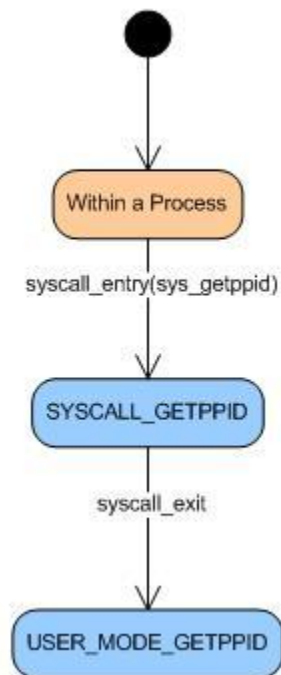 Within a Process
syscall_entry(sys_getppid)
SYSCALL_GETPPID
syscall_exit
USER_MODE_GETPPID